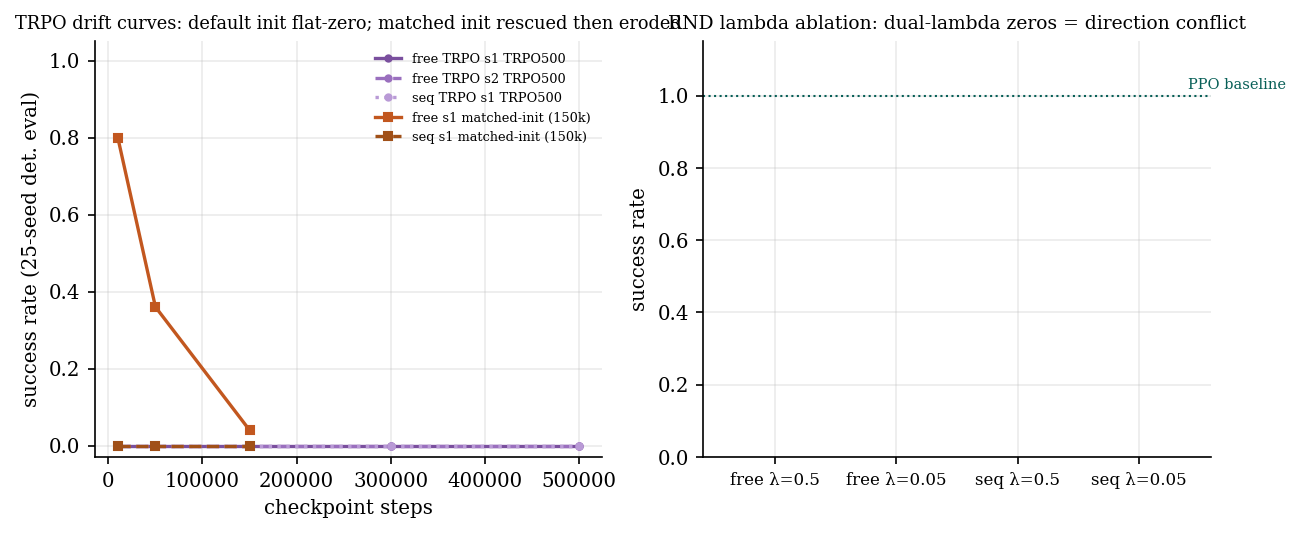 TRPO drift curves: default init flat-zero; matched init rescued then eroded
RND lambda ablation: dual-lambda zeros = direction conflict
success rate (25-seed det. eval)
1.0
0.8
0.6
0.4
0.2
0.0
free TRPO s1 TRPO500
free TRPO s2 TRPO500
seq TRPO s1 TRPO500
free s1 matched-init (150k)
seq s1 matched-init (150k)
0 100000 200000 300000 400000 500000
checkpoint steps
success rate
1.0
0.8
0.6
0.4
0.2
0.0
PPO baseline
free λ=0.5 free λ=0.05 seq λ=0.5 seq λ=0.05